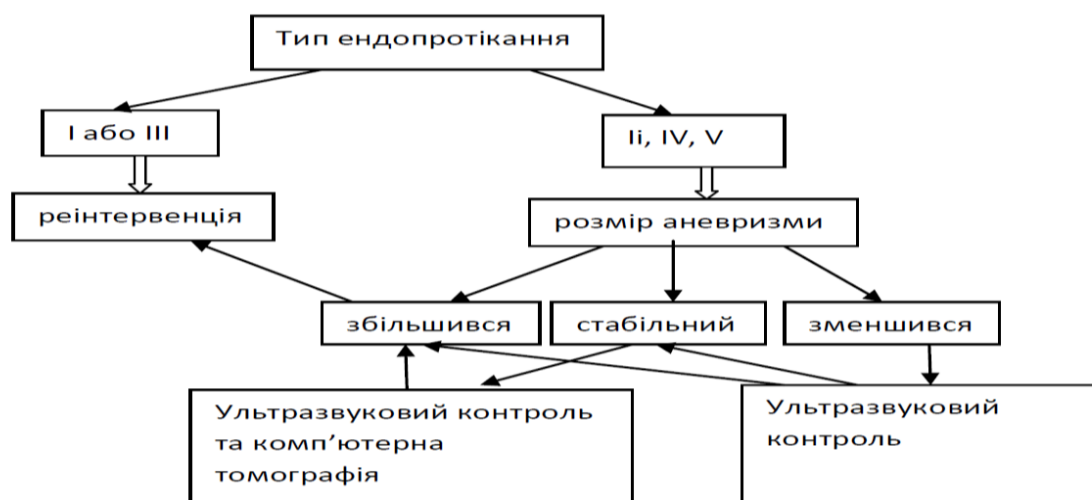 Тип ендопротікання
І або ІІІ
Ii, IV, V
реінтервенція
розмір аневризми
збільшився
стабільний
зменшився
Ультразвуковий контроль
та комп’ютерна
томографія
Ультразвуковий
контроль